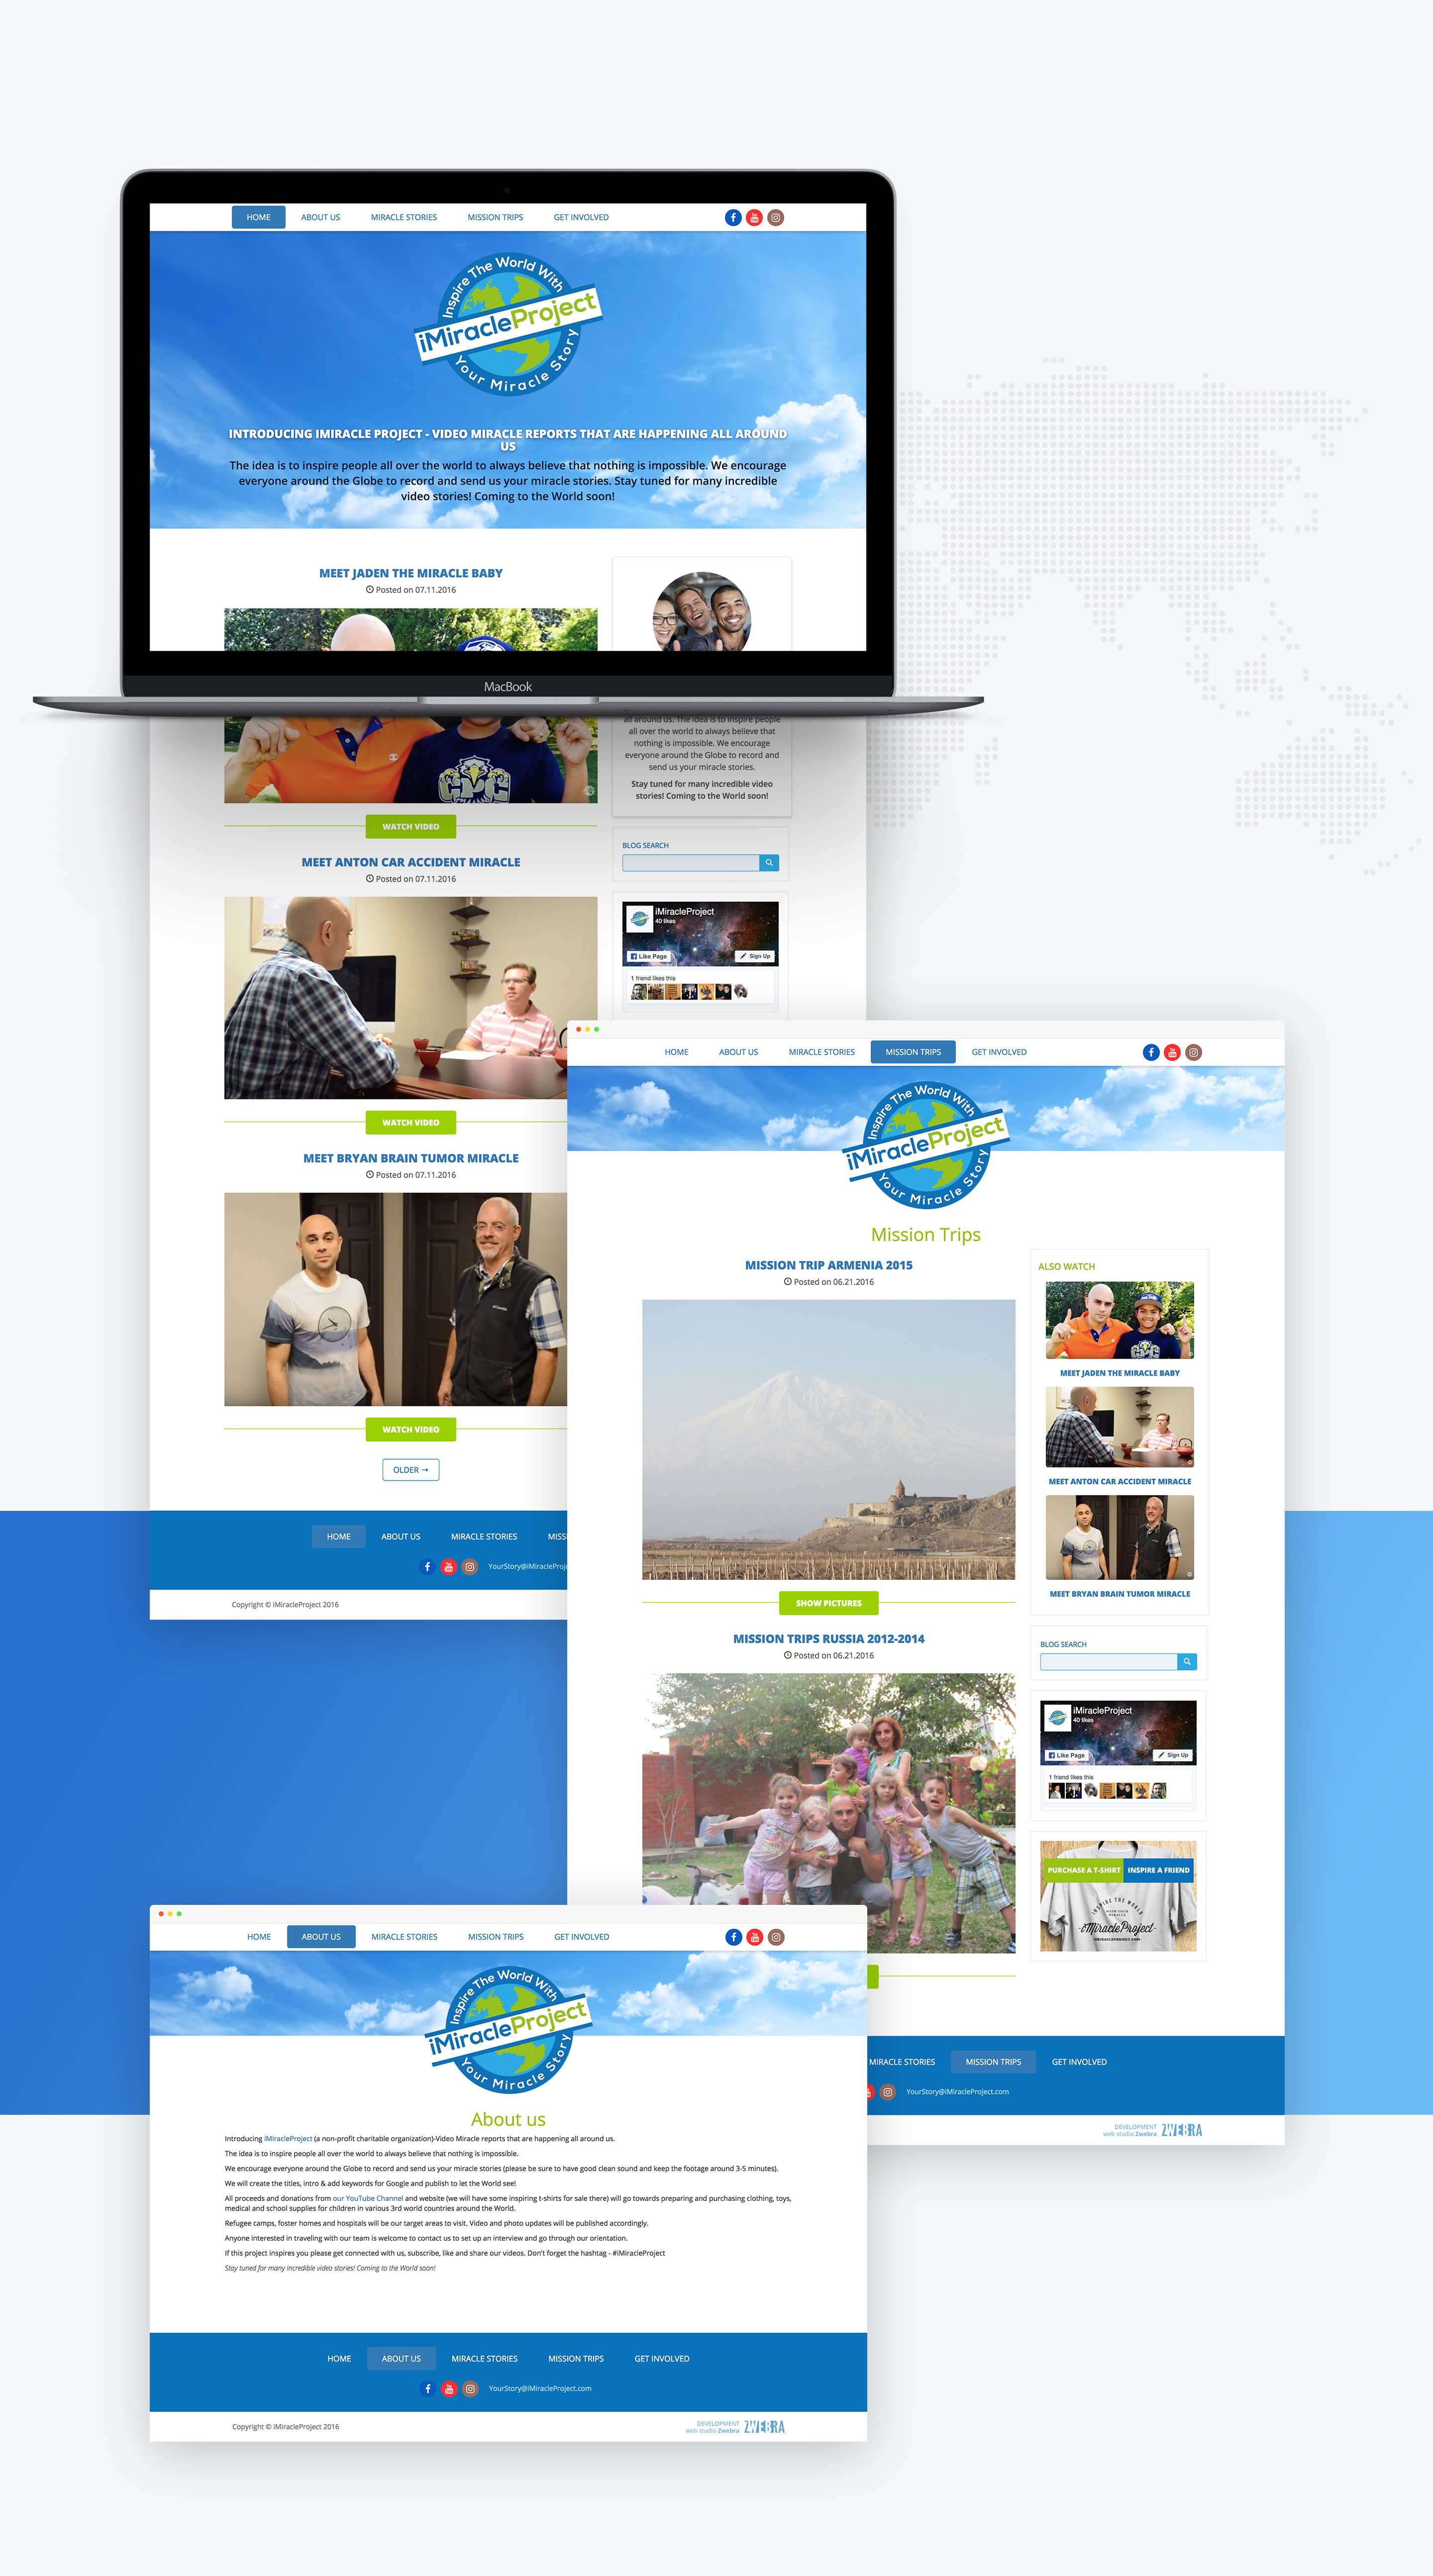 HOME ABOUT US MIRACLE STORIES MISSION TRIPS GET INVOLVED
Inspire The World With
iMiracleProject
Your Miracle Story
INTRODUCING IMIRACLE PROJECT - VIDEO MIRACLE REPORTS THAT ARE HAPPENING ALL AROUND
US
The idea is to inspire people all over the world to always believe that nothing is impossible. We encourage
everyone around the Globe to record and send us your miracle stories. Stay tuned for many incredible
video stories! Coming to the World soon!
MEET JADEN THE MIRACLE BABY
Posted on 07.11.2016
MacBook
CPC
WATCH VIDEO
MEET ANTON CAR ACCIDENT MIRACLE
Posted on 07.11.2016
WATCH VIDEO
MEET BRYAN BRAIN TUMOR MIRACLE
Posted on 07.11.2016
WATCH VIDEO
OLDER →
all around us. The idea is to inspire people
all over the world to always believe that
nothing is impossible. We encourage
everyone around the Globe to record and
send us your miracle stories.
Stay tuned for many incredible video
stories! Coming to the World soon!
BLOG SEARCH
iMiracleProject
40 likes
Like Page Sign Up
1 friend likes this
HOME ABOUT US MIRACLE STORIES MISS
YourStory@iMiracleProje
Copyright © iMiracleProject 2016
HOME ABOUT US MIRACLE STORIES MISSION TRIPS GET INVOLVED
Inspire The World With
iMiracleProject
Your Miracle Story
Mission Trips
MISSION TRIP ARMENIA 2015
Posted on 06.21.2016
SHOW PICTURES
MISSION TRIPS RUSSIA 2012-2014
Posted on 06.21.2016
ALSO WATCH
CPC
MEET JADEN THE MIRACLE BABY
MEET ANTON CAR ACCIDENT MIRACLE
MEET BRYAN BRAIN TUMOR MIRACLE
BLOG SEARCH
iMiracleProject
40 likes
Like Page Sign Up
1 friend likes this
PURCHASE A T-SHIRT INSPIRE A FRIEND
INSPIRE THE WORLD
WITH YOUR
MIRACLE
-iMiracleProject-
IMIRACLEPROJECT.COM
MIRACLE STORIES MISSION TRIPS GET INVOLVED
YourStory@iMiracleProject.com
DEVELOPMENT
web studio Zwebra ZWEBRA
HOME ABOUT US MIRACLE STORIES MISSION TRIPS GET INVOLVED
Inspire The World With
iMiracleProject
Your Miracle Story
About us
Introducing iMiracleProject (a non-profit charitable organization)-Video Miracle reports that are happening all around us.
The idea is to inspire people all over the world to always believe that nothing is impossible.
We encourage everyone around the Globe to record and send us your miracle stories (please be sure to have good clean sound and keep the footage around 3-5 minutes).
We will create the titles, intro & add keywords for Google and publish to let the World see!
All proceeds and donations from our YouTube Channel and website (we will have some inspiring t-shirts for sale there) will go towards preparing and purchasing clothing, toys,
medical and school supplies for children in various 3rd world countries around the World.
Refugee camps, foster homes and hospitals will be our target areas to visit. Video and photo updates will be published accordingly.
Anyone interested in traveling with our team is welcome to contact us to set up an interview and go through our orientation.
If this project inspires you please get connected with us, subscribe, like and share our videos. Don't forget the hashtag - #iMiracleProject
Stay tuned for many incredible video stories! Coming to the World soon!
HOME ABOUT US MIRACLE STORIES MISSION TRIPS GET INVOLVED
YourStory@iMiracleProject.com
Copyright © iMiracleProject 2016
DEVELOPMENT
web studio Zwebra ZWEBRA